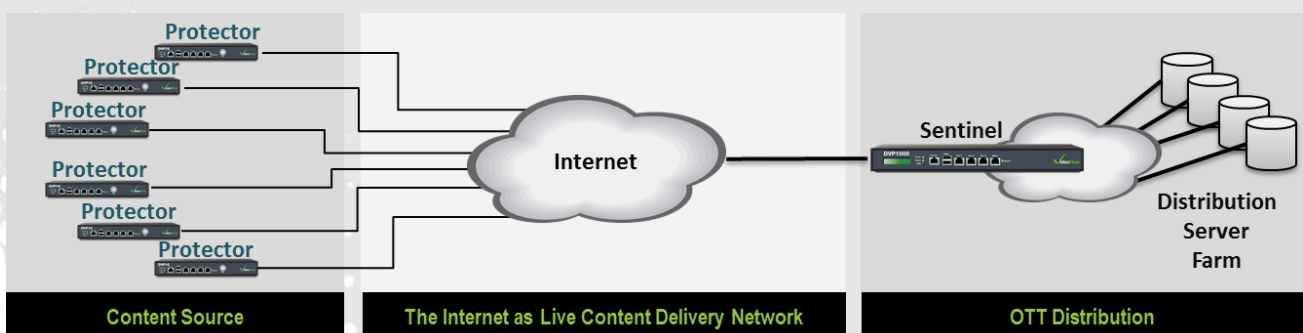 Protector
Protector
Protector
Protector
Protector
Protector
Internet
Sentinel
DVP1000
Distribution
Server
Farm
Content Source
The Internet as Live Content Delivery Network
OTT Distribution